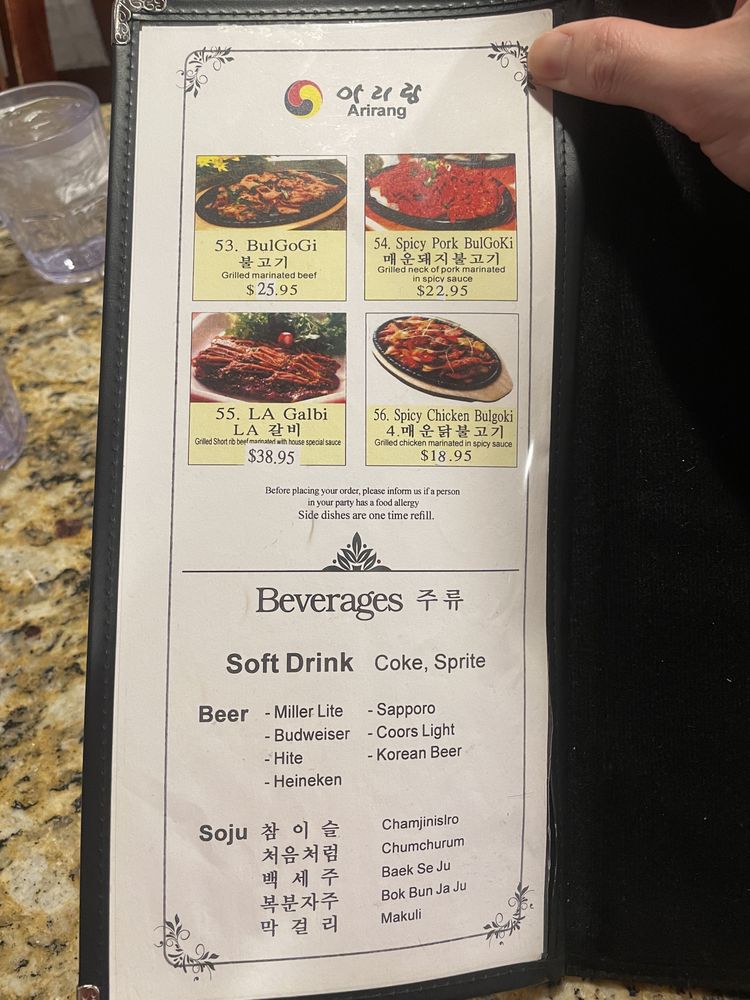 아리랑
Arirang
53. BulGoGi
불고기
Grilled marinated beef
$25.95
54. Spicy Pork BulGoKi
매운돼지불고기
Grilled neck of pork marinated
in spicy sauce
$22.95
55. LA Galbi
LA 갈비
Grilled Short rib beef marinated with house special sauce
$38.95
56. Spicy Chicken Bulgoki
4.매운닭불고기
Grilled chicken marinated in spicy sauce
$18.95
Before placing your order, please inform us if a person
in your party has a food allergy
Side dishes are one time refill.
Beverages 주류
Soft Drink Coke, Sprite
Beer - Miller Lite - Sapporo
- Budweiser - Coors Light
- Hite - Korean Beer
- Heineken
Soju 참이슬 Chamjinislro
처음처럼 Chumchurum
백세주 Baek Se Ju
복분자주 Bok Bun Ja Ju
막걸리 Makuli